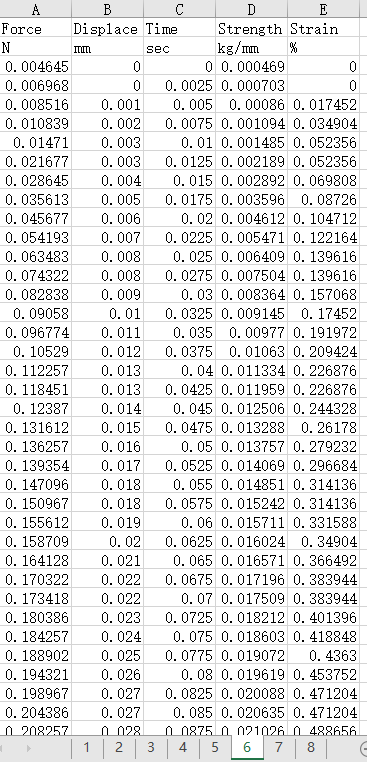 A B C D E
Force Displace Time Strength Strain
N mm sec kg/mm %
0.004645 0 0 0.000469 0
0.006968 0 0.0025 0.000703 0
0.008516 0.001 0.005 0.00086 0.017452
0.010839 0.002 0.0075 0.001094 0.034904
0.01471 0.003 0.01 0.001485 0.052356
0.021677 0.003 0.0125 0.002189 0.052356
0.028645 0.004 0.015 0.002892 0.069808
0.035613 0.005 0.0175 0.003596 0.08726
0.045677 0.006 0.02 0.004612 0.104712
0.054193 0.007 0.0225 0.005471 0.122164
0.063483 0.008 0.025 0.006409 0.139616
0.074322 0.008 0.0275 0.007504 0.139616
0.082838 0.009 0.03 0.008364 0.157068
0.09058 0.01 0.0325 0.009145 0.17452
0.096774 0.011 0.035 0.00977 0.191972
0.10529 0.012 0.0375 0.01063 0.209424
0.112257 0.013 0.04 0.011334 0.226876
0.118451 0.013 0.0425 0.011959 0.226876
0.12387 0.014 0.045 0.012506 0.244328
0.131612 0.015 0.0475 0.013288 0.26178
0.136257 0.016 0.05 0.013757 0.279232
0.139354 0.017 0.0525 0.014069 0.296684
0.147096 0.018 0.055 0.014851 0.314136
0.150967 0.018 0.0575 0.015242 0.314136
0.155612 0.019 0.06 0.015711 0.331588
0.158709 0.02 0.0625 0.016024 0.34904
0.164128 0.021 0.065 0.016571 0.366492
0.170322 0.022 0.0675 0.017196 0.383944
0.173418 0.022 0.07 0.017509 0.383944
0.180386 0.023 0.0725 0.018212 0.401396
0.184257 0.024 0.075 0.018603 0.418848
0.188902 0.025 0.0775 0.019072 0.4363
0.194321 0.026 0.08 0.019619 0.453752
0.198967 0.027 0.0825 0.020088 0.471204
0.204386 0.027 0.085 0.020635 0.471204
0.208257 0.028 0.0875 0.021026 0.488656
1 2 3 4 5 6 7 8